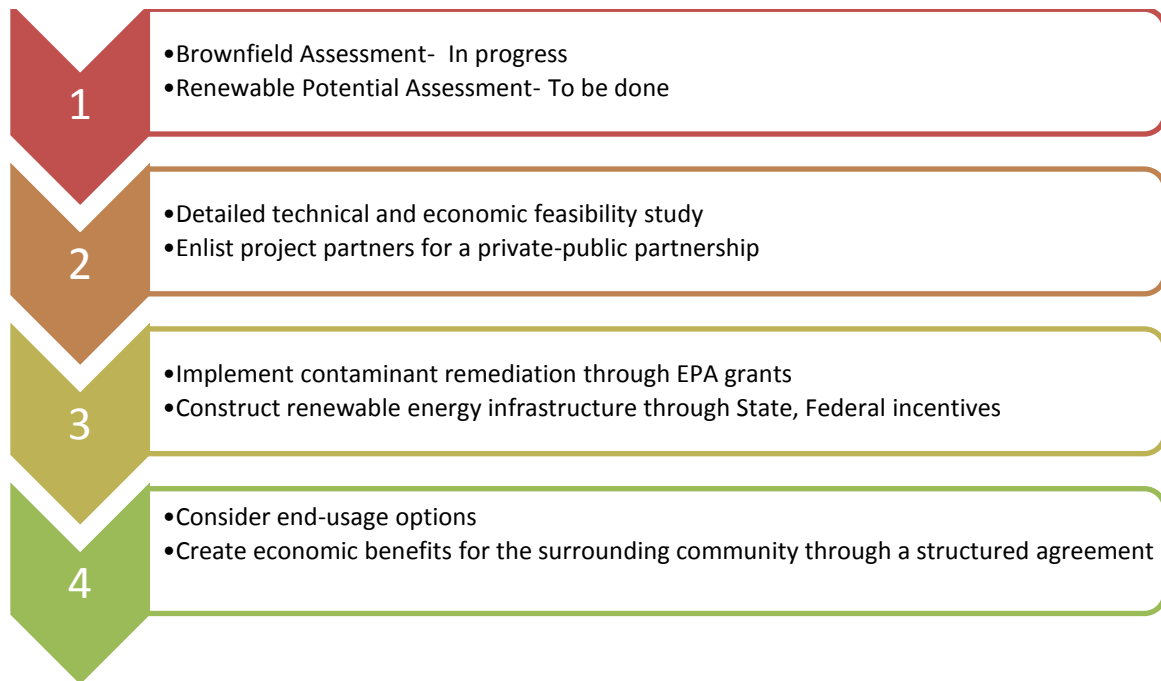 1
•Brownfield Assessment-  In progress
•Renewable Potential Assessment- To be done
2
•Detailed technical and economic feasibility study
•Enlist project partners for a private-public partnership
3
•Implement contaminant remediation through EPA grants
•Construct renewable energy infrastructure through State, Federal incentives
4
•Consider end-usage options
•Create economic benefits for the surrounding community through a structured agreement